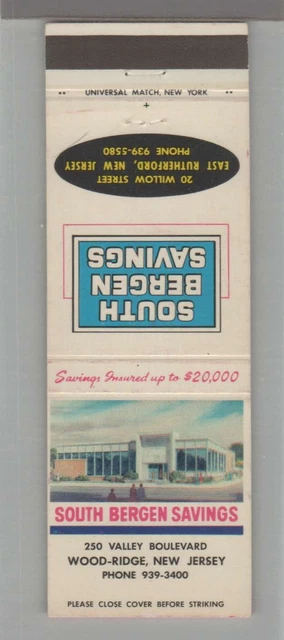 UNIVERSAL MATCH, NEW YORK
20 WILLOW STREET
EAST RUTHERFORD, NEW JERSEY
PHONE 939-5580
SOUTH
BERGEN
SAVINGS
Savings Insured up to $20,000
SOUTH BERGEN SAVINGS
250 VALLEY BOULEVARD
WOOD-RIDGE, NEW JERSEY
PHONE 939-3400
PLEASE CLOSE COVER BEFORE STRIKING